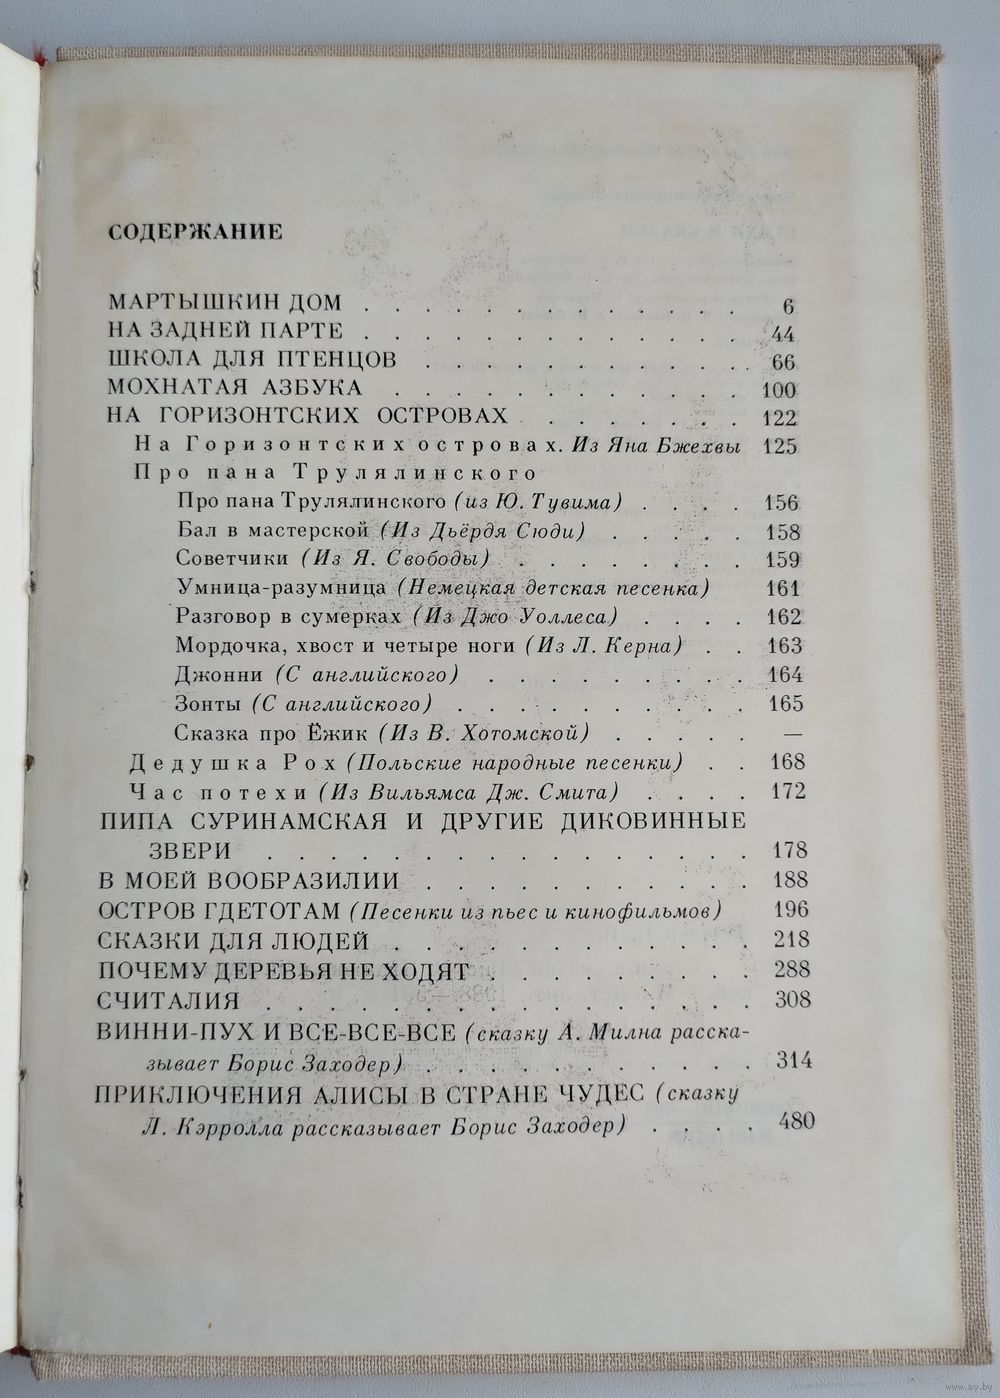 СОДЕРЖАНИЕ
МАРТЫШКИН ДОМ . . . . . . . . . . . . 6
НА ЗАДНЕЙ ПАРТЕ . . . . . . . . . . . . 44
ШКОЛА ДЛЯ ПТЕНЦОВ . . . . . . . . . . . 66
МОХНАТАЯ АЗБУКА . . . . . . . . . . . 100
НА ГОРИЗОНТСКИХ ОСТРОВАХ . . . . . . . 122
На Горизонтских островах. Из Яна Бжехвы 125
Про пана Трулялинского
Про пана Трулялинского (из Ю. Тувима) . . . . 156
Бал в мастерской (Из Дьёрдя Сюди) . . . . . 158
Советчики (Из Я. Свободы) . . . . . . . . 159
Умница-разумница (Немецкая детская песенка) 161
Разговор в сумерках (Из Джо Уоллеса) . . . . 162
Мордочка, хвост и четыре ноги (Из Л. Керна) . . 163
Джонни (С английского) . . . . . . . . . 164
Зонты (С английского) . . . . . . . . . . 165
Сказка про Ёжик (Из В. Хотомской) . . . . . —
Дедушка Рох (Польские народные песенки) . . 168
Час потехи (Из Вильямса Дж. Смита) . . . . 172
ПИПА СУРИНАМСКАЯ И ДРУГИЕ ДИКОВИННЫЕ
ЗВЕРИ . . . . . . . . . . . . . . . . 178
В МОЕЙ ВООБРАЗИЛИИ . . . . . . . . . . . 188
ОСТРОВ ГДЕТОТАМ (Песенки из пьес и кинофильмов) 196
СКАЗКИ ДЛЯ ЛЮДЕЙ . . . . . . . . . . . . 218
ПОЧЕМУ ДЕРЕВЬЯ НЕ ХОДЯТ . . . . . . . . . 288
СЧИТАЛИЯ . . . . . . . . . . . . . . . . 308
ВИННИ-ПУХ И ВСЕ-ВСЕ-ВСЕ (сказку А. Милна расска-
зывает Борис Заходер) . . . . . . . . . . . 314
ПРИКЛЮЧЕНИЯ АЛИСЫ В СТРАНЕ ЧУДЕС (сказку
Л. Кэрролла рассказывает Борис Заходер) . . . . 480
www.ay.by